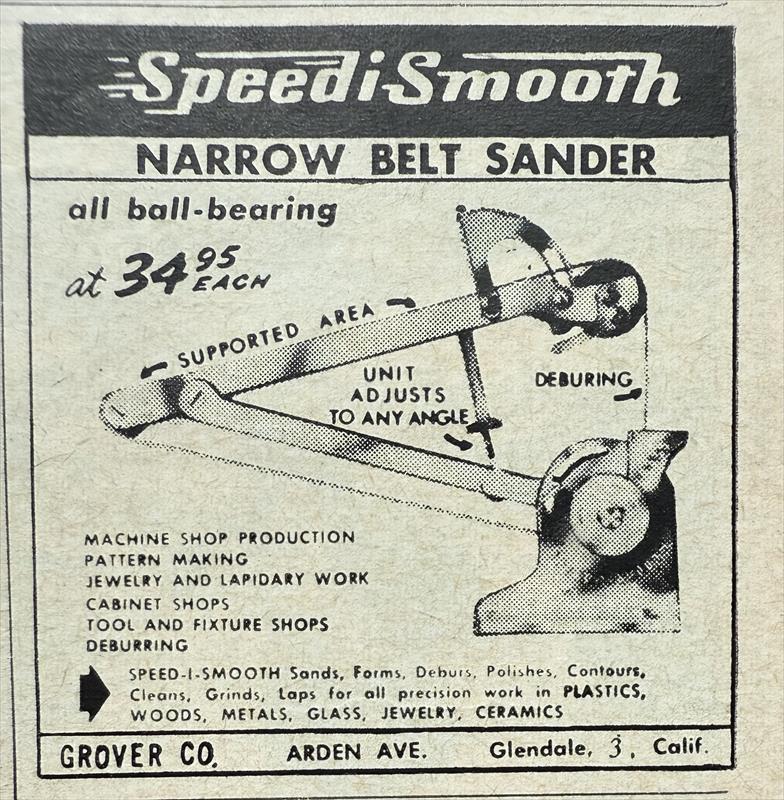 SpeediSmooth
NARROW BELT SANDER
all ball-bearing
at 34 95 EACH
SUPPORTED AREA
UNIT
ADJUSTS
TO ANY ANGLE
DEBURING
MACHINE SHOP PRODUCTION
PATTERN MAKING
JEWELRY AND LAPIDARY WORK
CABINET SHOPS
TOOL AND FIXTURE SHOPS
DEBURRING
SPEED-I-SMOOTH Sands, Forms, Deburs, Polishes, Contours,
Cleans, Grinds, Laps for all precision work in PLASTICS,
WOODS, METALS, GLASS, JEWELRY, CERAMICS
GROVER CO. ARDEN AVE. Glendale, 3, Calif.